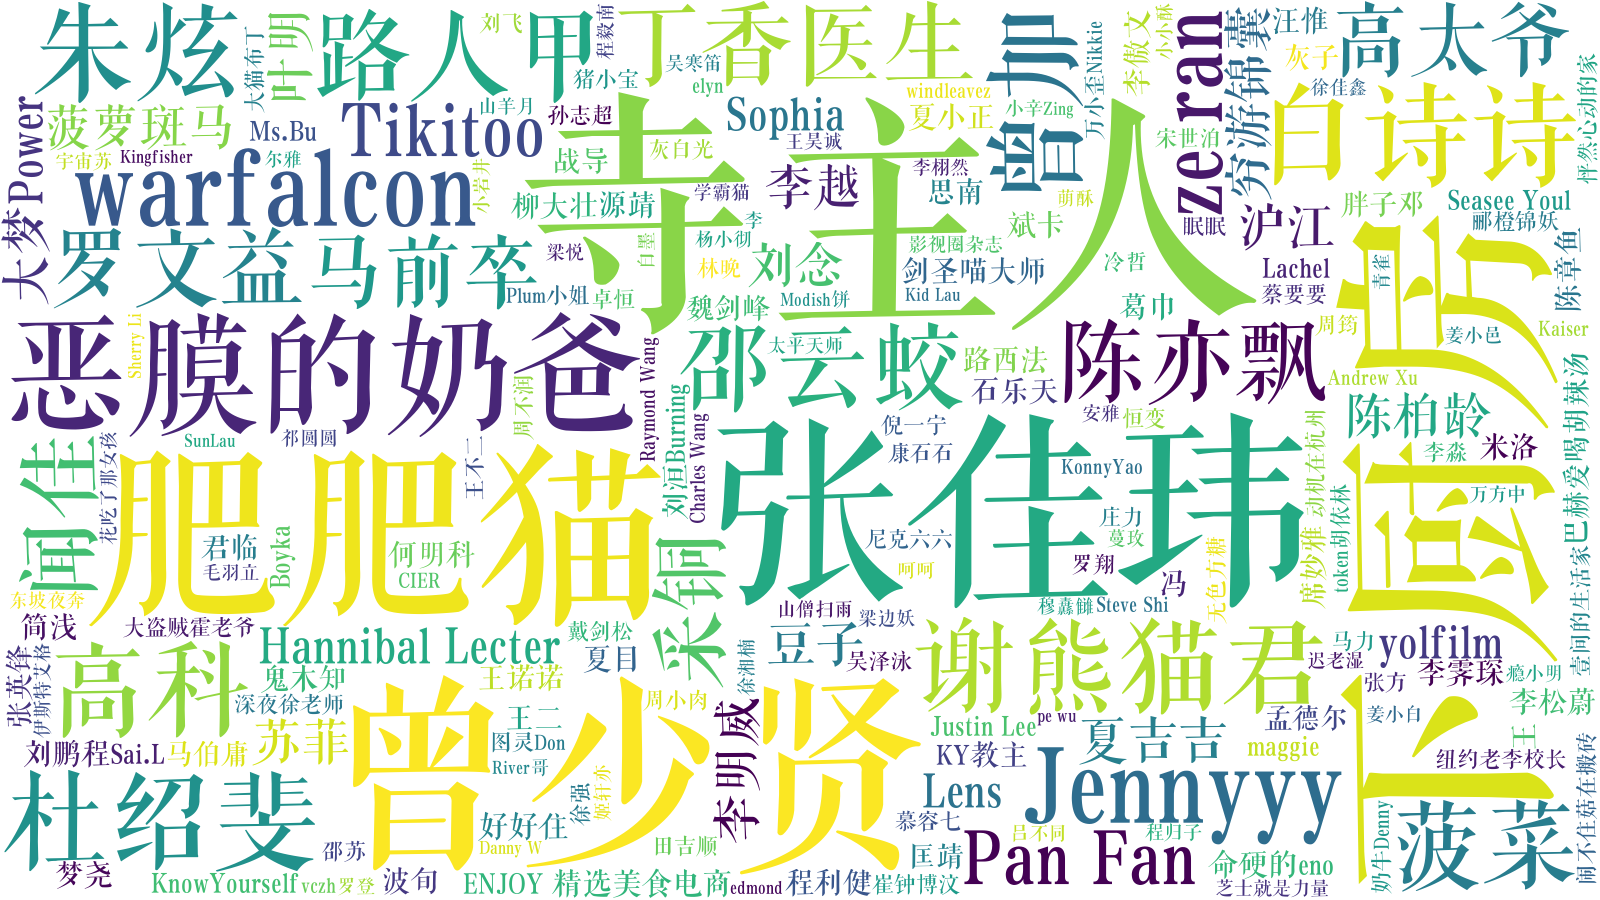 朱炫
叶明
大猫布丁
路人甲
刘飞
程毅南
丁香医生
曾加
万小歪Nikkie
李傲文
小小酥
ze ran
穷游锦囊
汪惟
灰子
徐佳鑫
高太爷
怦然心动的家
猪小宝
吴寒笛
elyn
windleavez
大梦Power
菠萝斑马
Ms.Bu
Tikitoo
山羊月
孙志超
Sophia
夏小正
小辛Zing
宋世泊
白诗诗
宇宙苏
Kingfisher
尔雅
warfalcon
小岩井
战导
灰白光
王昊诚
寺主人
李栩然
思南
萌酥
李越
学霸猫
柳大壮源靖
李
杨小彻
白墨
梁悦
林晚
刘念
影视圈杂志
剑圣喵大师
斌卡
冷哲
眠眠
沪江
胖子邓
Seasee Youl
郦橙锦妖
陈章鱼
罗文益
马前卒
Plum小姐
卓恒
魏剑峰
Modish饼
Kid Lau
葛巾
Lachel
蔡要要
青雀
周筠
姜小邑
Kaiser
下厨房
恶膜的奶爸
Sherry Li
Raymond Wang
邵云蛟
太平天师
路西法
石乐天
陈亦飘
Andrew Xu
陈柏龄
巴赫爱喝胡辣汤
周不润
刘洹Burning
Charles Wang
SunLau
祁圆圆
倪一宁
康石石
安雅
恒变
李淼
米洛
闻佳
花吃了那女孩
王不二
肥肥猫
张佳玮
KonnyYao
动机在杭州
万方中
君临
毛羽立
Boyka
何明科
CIER
采铜
尼克六六
呵呵
庄力
蔓玫
罗翔
冯
无色方糖
席妙雅
胡依林
token
东坡夜奔
简浅
大盗贼霍老爷
山僧扫雨
梁边妖
Steve Shi
壹问的生活家
张英锋
伊斯特艾格
高科
Hannibal Lecter
戴剑松
夏目
鬼木知
深夜徐老师
王诺诺
周小肉
徐湘楠
豆子
吴泽泳
谢熊猫君
马力
迟老湿
yolfilm
李霁琛
张方
瘾小明
李松蔚
刘鹏程Sai.L
马伯庸
苏菲
曾少贤
王二
图灵Don
River哥
李明威
Justin Lee
pe wu
KY教主
夏吉吉
孟德尔
maggie
姜小白
王
纽约老李校长
杜绍斐
姬轩亦
徐强
好好住
Danny W
Lens
慕容七
Jennyyy
奶牛Denny
菠菜
闹不住菇在搬砖
邵苏
梦尧
KnowYourself
vczh
罗登
波旬
田吉顺
ENJOY 精选美食电商
edmond
程利健
匡靖
崔钟博汶
Pan Fan
吕不同
程归子
命硬的eno
芝士就是力量